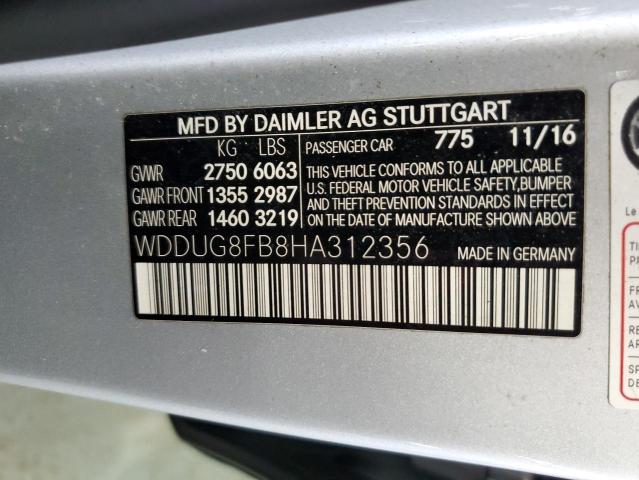 MFD BY DAIMLER AG STUTTGART
KG LBS PASSENGER CAR 775 11/16
GVWR 2750 6063
GAWR FRONT 1355 2987
GAWR REAR 1460 3219
THIS VEHICLE CONFORMS TO ALL APPLICABLE
U.S. FEDERAL MOTOR VEHICLE SAFETY, BUMPER
AND THEFT PREVENTION STANDARDS IN EFFECT
ON THE DATE OF MANUFACTURE SHOWN ABOVE
WDDUG8FB8HA312356 MADE IN GERMANY
Le